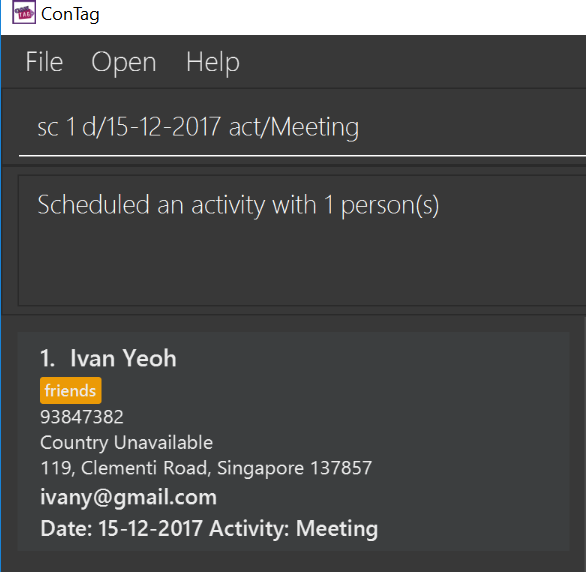 TAG
ConTag
File Open Help
sc 1 d/15-12-2017 act/Meeting
Scheduled an activity with 1 person(s)
1. Ivan Yeoh
friends
93847382
Country Unavailable
119, Clementi Road, Singapore 137857
ivany@gmail.com
Date: 15-12-2017 Activity: Meeting